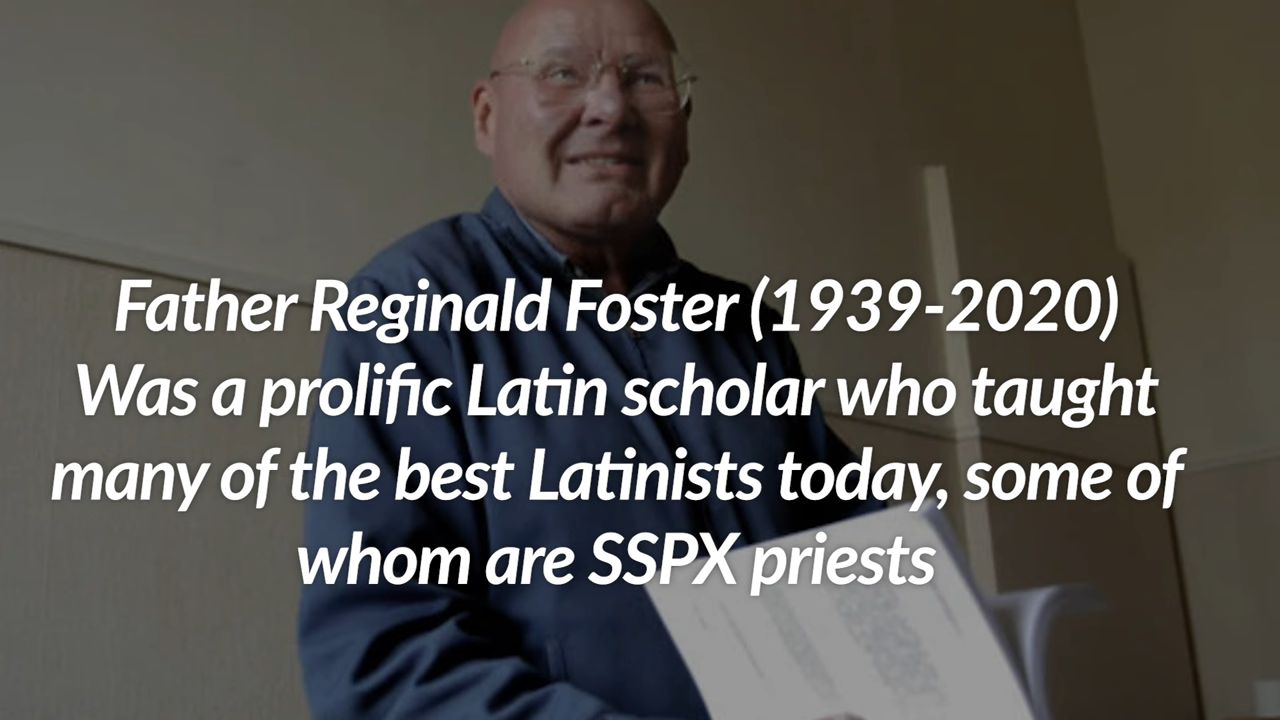 Father Reginald Foster (1939-2020)
Was a prolific Latin scholar who taught
many of the best Latinists today, some of
whom are SSPX priests